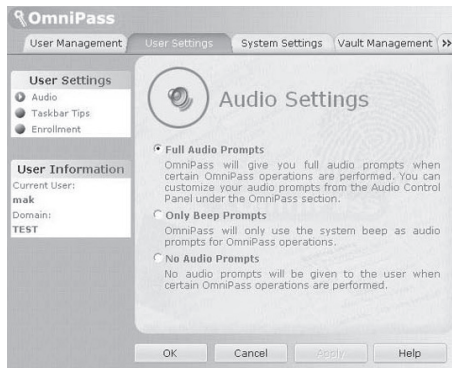 OmniPass
User Management
User Settings
System Settings
Vault Management
User Settings
Audio
Taskbar Tips
Enrollment
User Information
Current User:
mak
Domain:
TEST
Audio Settings
Full Audio Prompts
OmniPass will give you full audio prompts when
certain OmniPass operations are performed. You can
customize your audio prompts from the Audio Control
Panel under the OmniPass section.
Only Beep Prompts
OmniPass will only use the system beep as audio
prompts for OmniPass operations.
No Audio Prompts
No audio prompts will be given to the user when
certain OmniPass operations are performed.
OK
Cancel
Apply
Help